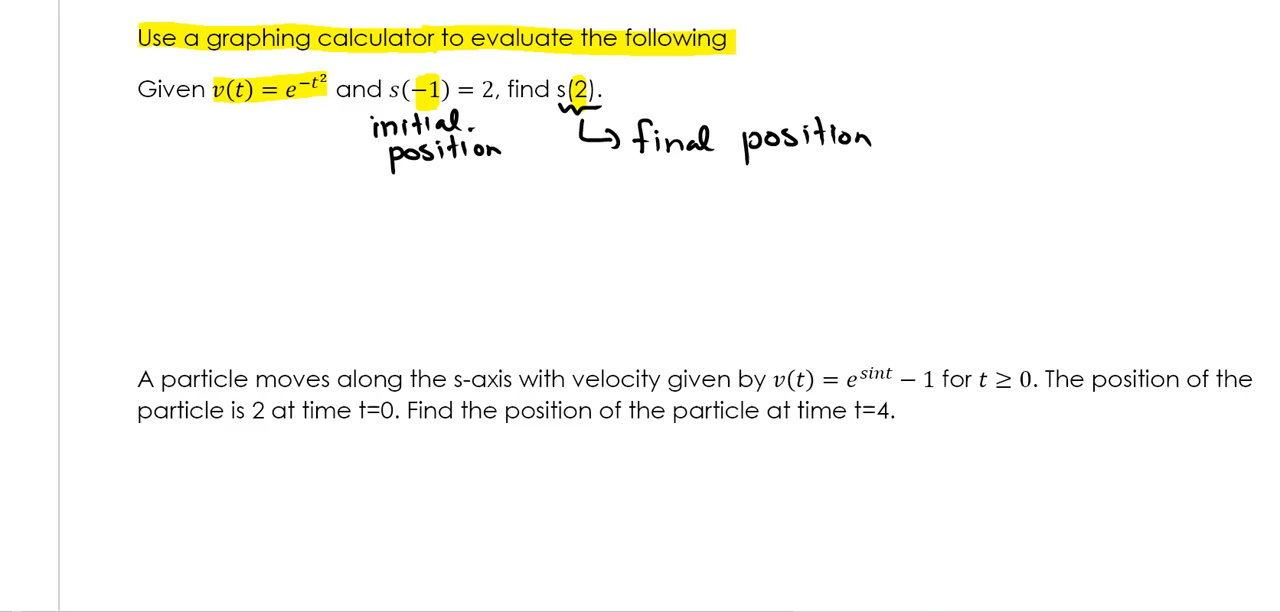 Use a graphing calculator to evaluate the following
Given v(t) = e^{−t²} and s(−1) = 2, find s(2).
initial.
position
↳ final position
A particle moves along the s-axis with velocity given by v(t) = e^{sint} − 1 for t ≥ 0. The position of the
particle is 2 at time t=0. Find the position of the particle at time t=4.